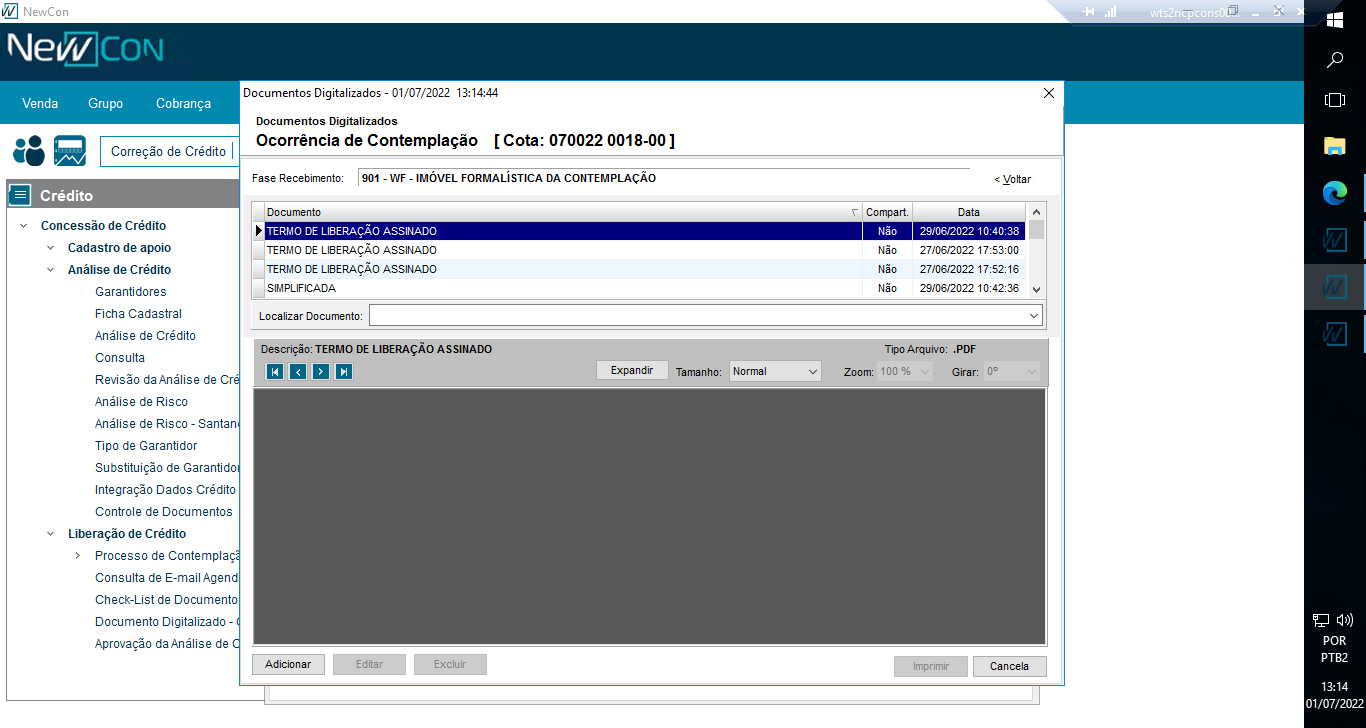 NewCon
wts2ncpcons0
NewCon
Venda Grupo Cobrança
Correção de Crédito
Crédito
Concessão de Crédito
Cadastro de apoio
Análise de Crédito
Garantidores
Ficha Cadastral
Análise de Crédito
Consulta
Revisão da Análise de Cré
Análise de Risco
Análise de Risco - Santan
Tipo de Garantidor
Substituição de Garantidor
Integração Dados Crédito
Controle de Documentos
Liberação de Crédito
Processo de Contemplaçã
Consulta de E-mail Agend
Check-List de Documento
Documento Digitalizado -
Aprovação da Análise de C
Documentos Digitalizados - 01/07/2022 13:14:44
Documentos Digitalizados
Ocorrência de Contemplação [ Cota: 070022 0018-00 ]
Fase Recebimento: 901 - WF - IMÓVEL FORMALÍSTICA DA CONTEMPLAÇÃO < Voltar
Documento Compart. Data
TERMO DE LIBERAÇÃO ASSINADO Não 29/06/2022 10:40:38
TERMO DE LIBERAÇÃO ASSINADO Não 27/06/2022 17:53:00
TERMO DE LIBERAÇÃO ASSINADO Não 27/06/2022 17:52:16
SIMPLIFICADA Não 29/06/2022 10:42:36
Localizar Documento:
Descrição: TERMO DE LIBERAÇÃO ASSINADO Tipo Arquivo: .PDF
Expandir Tamanho: Normal Zoom: 100 % Girar: 0º
Adicionar Editar Excluir Imprimir Cancela
POR
PTB2
13:14
01/07/2022